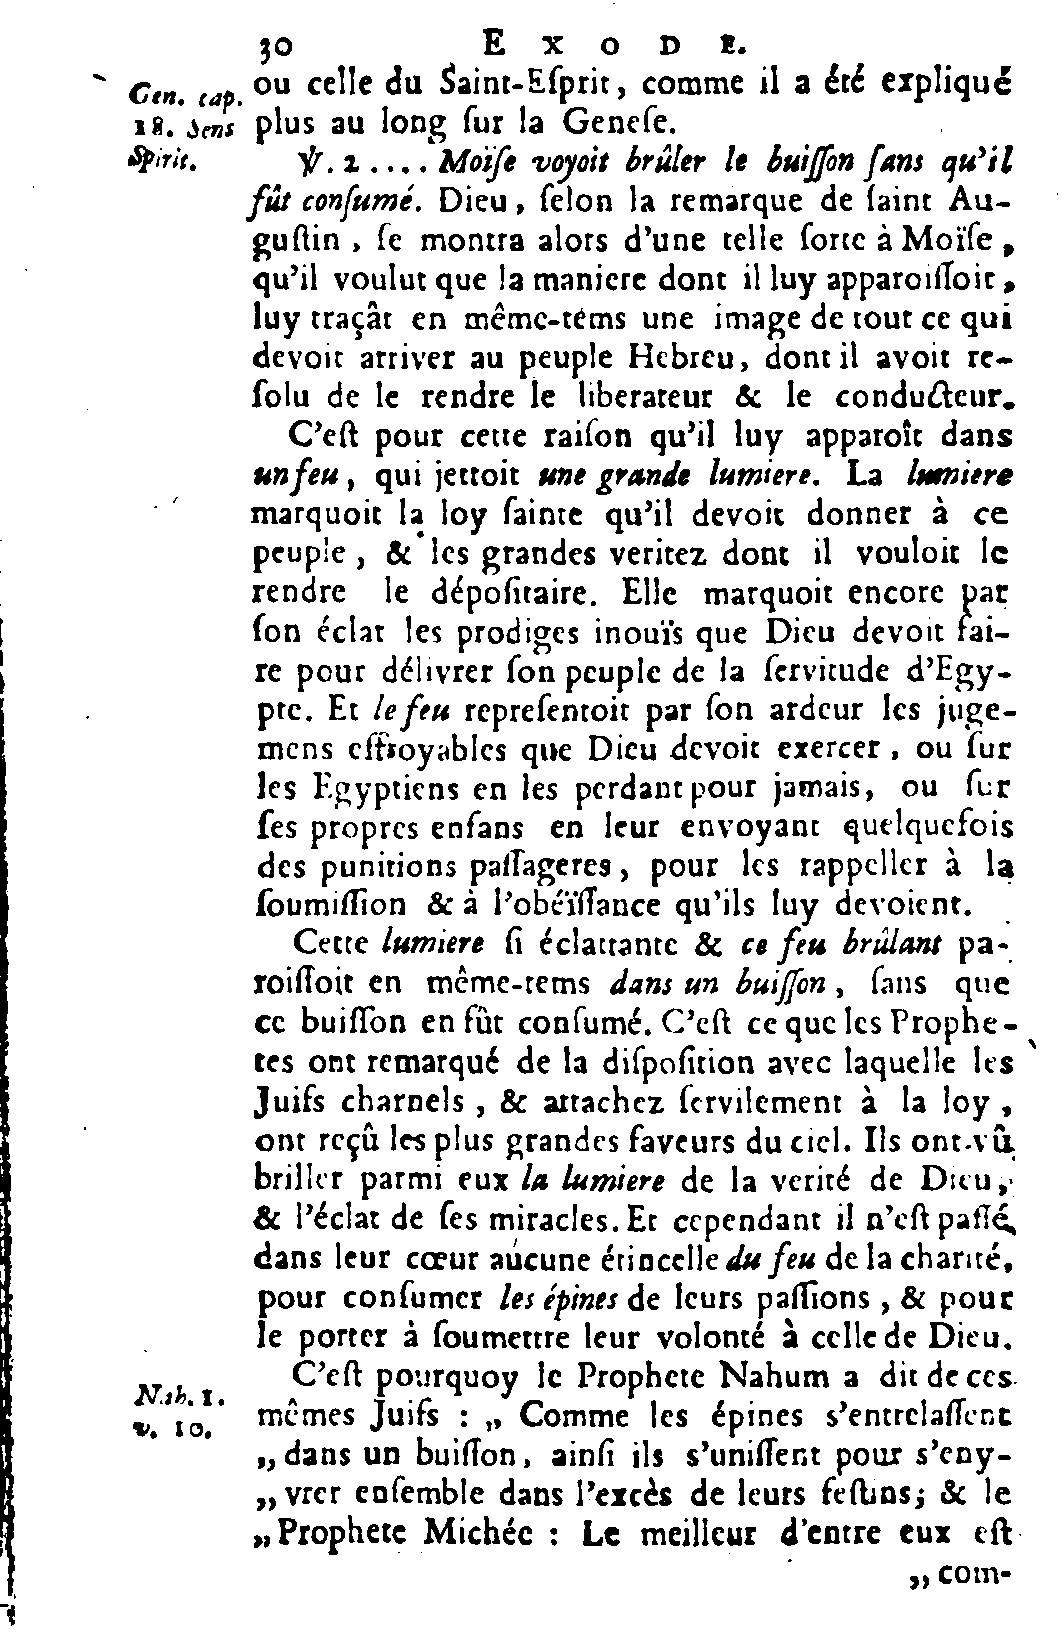 30 EXODE.
Gen. cap.
18. Sens
Spirit.
ou celle du Saint-Eſprit, comme il a été expliqué
plus au long ſur la Geneſe.
℣. 2 .... Moïſe voyoit brûler le buiſſon ſans qu'il
fût conſumé. Dieu, ſelon la remarque de ſaint Au-
guſtin, ſe montra alors d'une telle ſorte à Moïſe,
qu'il voulut que la maniere dont il luy apparoiſſoit,
luy traçât en même-tems une image de tout ce qui
devoit arriver au peuple Hebreu, dont il avoit re-
ſolu de le rendre le liberateur & le conducteur.
C'eſt pour cette raiſon qu'il luy apparoît dans
un feu, qui jettoit une grande lumiere. La lumiere
marquoit la loy ſainte qu'il devoit donner à ce
peuple, & les grandes veritez dont il vouloit le
rendre le dépoſitaire. Elle marquoit encore par
ſon éclat les prodiges inouïs que Dieu devoit fai-
re pour délivrer ſon peuple de la ſervitude d'Egy-
pte. Et le feu repreſentoit par ſon ardeur les juge-
mens effroyables que Dieu devoit exercer, ou ſur
les Egyptiens en les perdant pour jamais, ou ſur
ſes propres enfans en leur envoyant quelquefois
des punitions paſſageres, pour les rappeller à la
ſoumiſſion & à l'obéïſſance qu'ils luy devoient.
Cette lumiere ſi éclattante & ce feu brûlant pa-
roiſſoit en même-tems dans un buiſſon, ſans que
ce buiſſon en fût conſumé. C'eſt ce que les Prophe-
tes ont remarqué de la diſpoſition avec laquelle les
Juifs charnels, & attachez ſervilement à la loy,
ont reçû les plus grandes faveurs du ciel. Ils ont vû
briller parmi eux la lumiere de la verité de Dieu,
& l'éclat de ſes miracles. Et cependant il n'eſt paſſé
dans leur cœur aucune étincelle du feu de la charité,
pour conſumer les épines de leurs paſſions, & pour
le porter à ſoumettre leur volonté à celle de Dieu.
C'eſt pourquoy le Prophete Nahum a dit de ces
Nah. 1.
v. 10.
mêmes Juifs : „ Comme les épines s'entrelaſſent
„ dans un buiſſon, ainſi ils s'uniſſent pour s'eny-
„ vrer enſemble dans l'excès de leurs feſtins; & le
„ Prophete Michée : Le meilleur d'entre eux eſt
„ com-